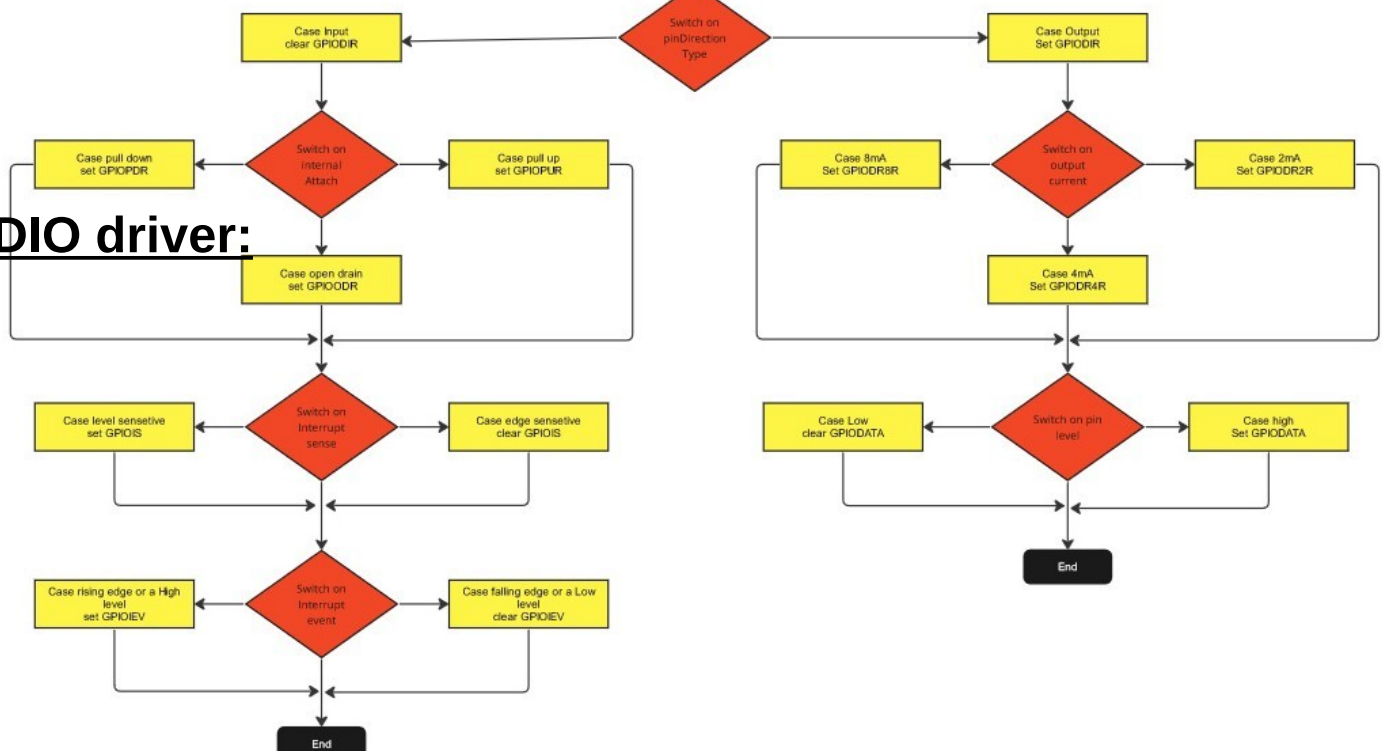 Switch on
pinDirection
Type
Case Input
clear GPIODIR
Case Output
Set GPIODIR
Switch on
internal
Attach
Case pull down
set GPIOPDR
Case pull up
set GPIOPUR
DIO driver:
Case open drain
set GPIOODR
Switch on
Interrupt
sense
Case level sensetive
set GPIOIS
Case edge sensetive
clear GPIOIS
Switch on
Interrupt
event
Case rising edge or a High
level
set GPIOIEV
Case falling edge or a Low
level
clear GPIOIEV
End
Switch on
output
current
Case 8mA
Set GPIODR8R
Case 2mA
Set GPIODR2R
Case 4mA
Set GPIODR4R
Switch on pin
level
Case Low
clear GPIODATA
Case high
Set GPIODATA
End